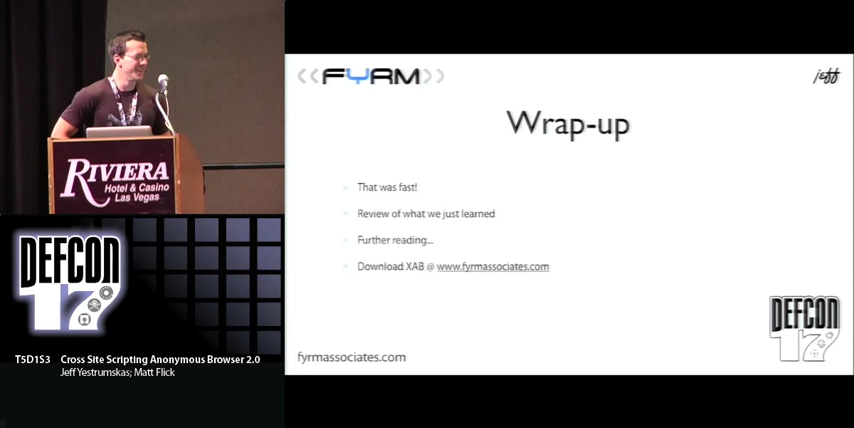 RIVIERA
Hotel & Casino
Las Vegas
DEFCON
17
T5D1S3 Cross Site Scripting Anonymous Browser 2.0
Jeff Yestrumskas; Matt Flick
((FYRM))
jeff
Wrap-up
That was fast!
Review of what we just learned
Further reading...
Download XAB @ www.fyrmassociates.com
DEFCON
17
fyrmassociates.com